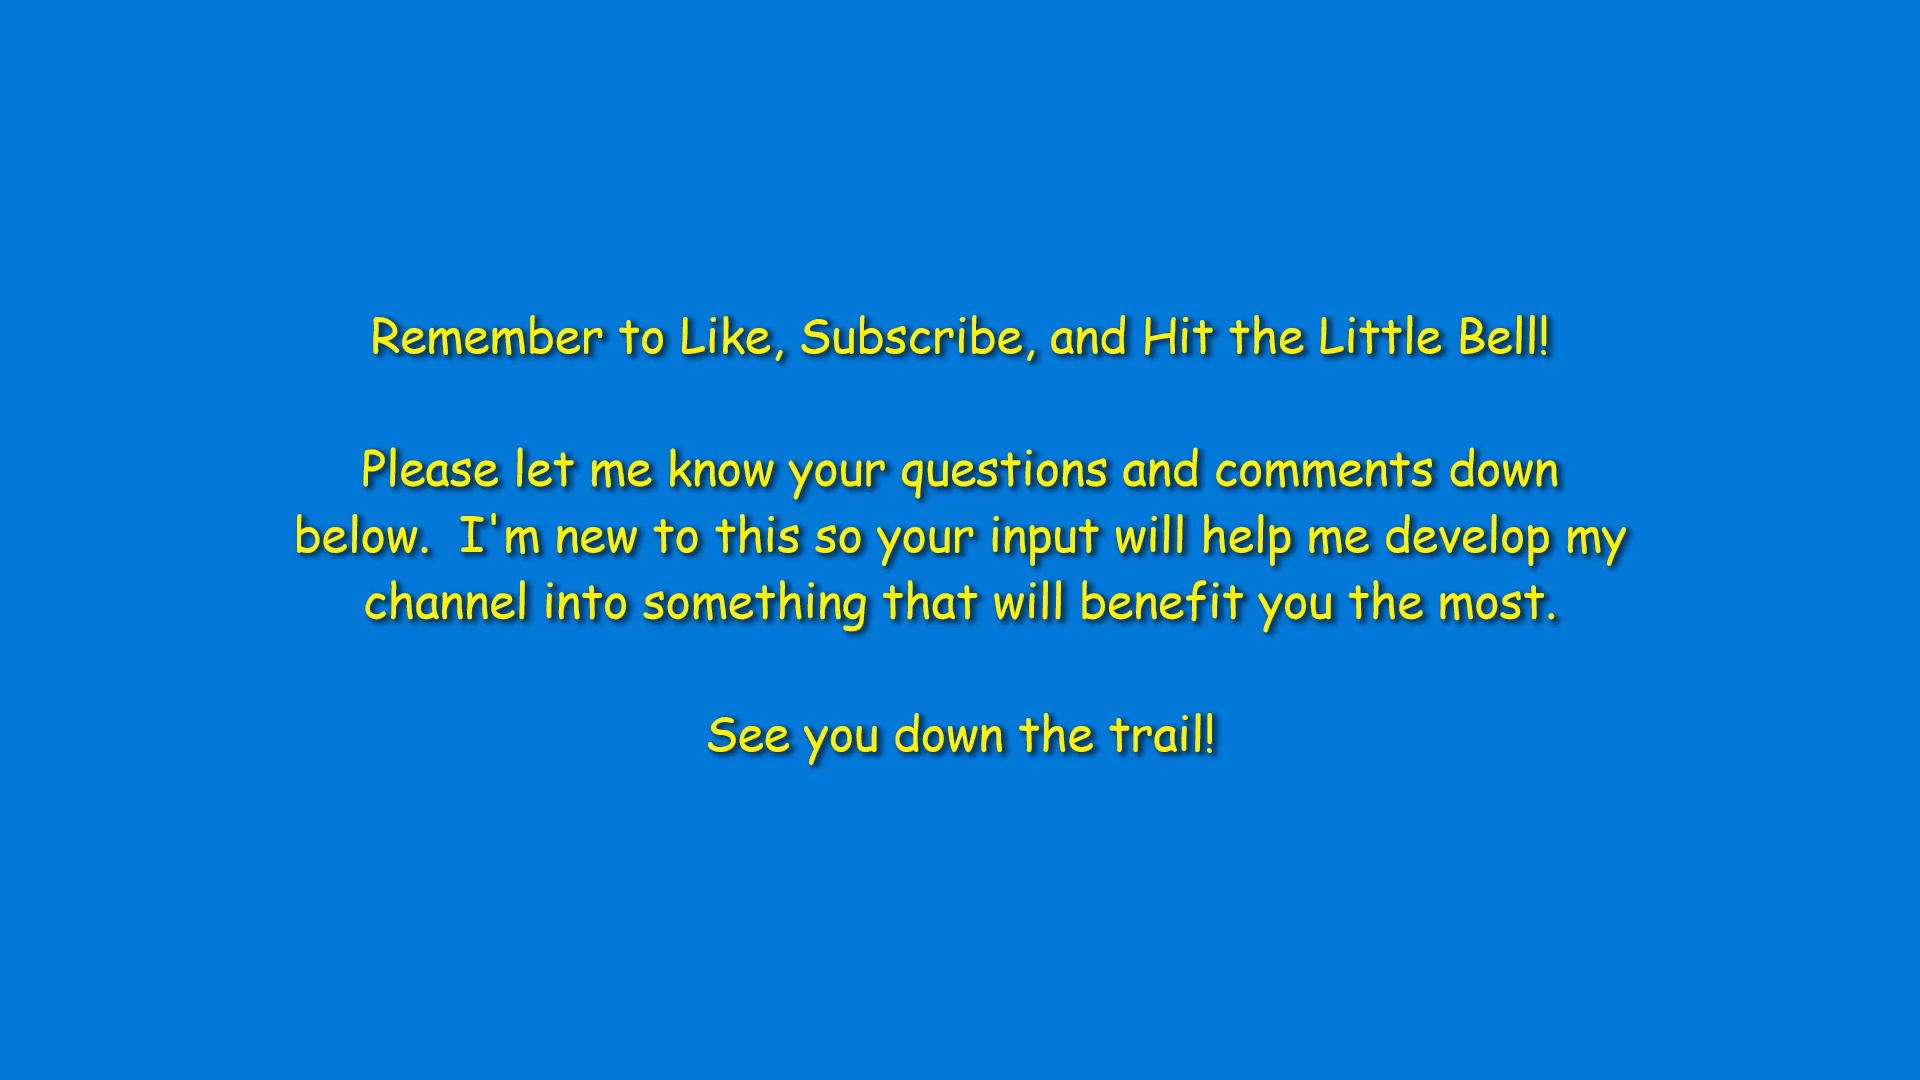 Remember to Like, Subscribe, and Hit the Little Bell!
Please let me know your questions and comments down
below.  I'm new to this so your input will help me develop my
channel into something that will benefit you the most.
See you down the trail!